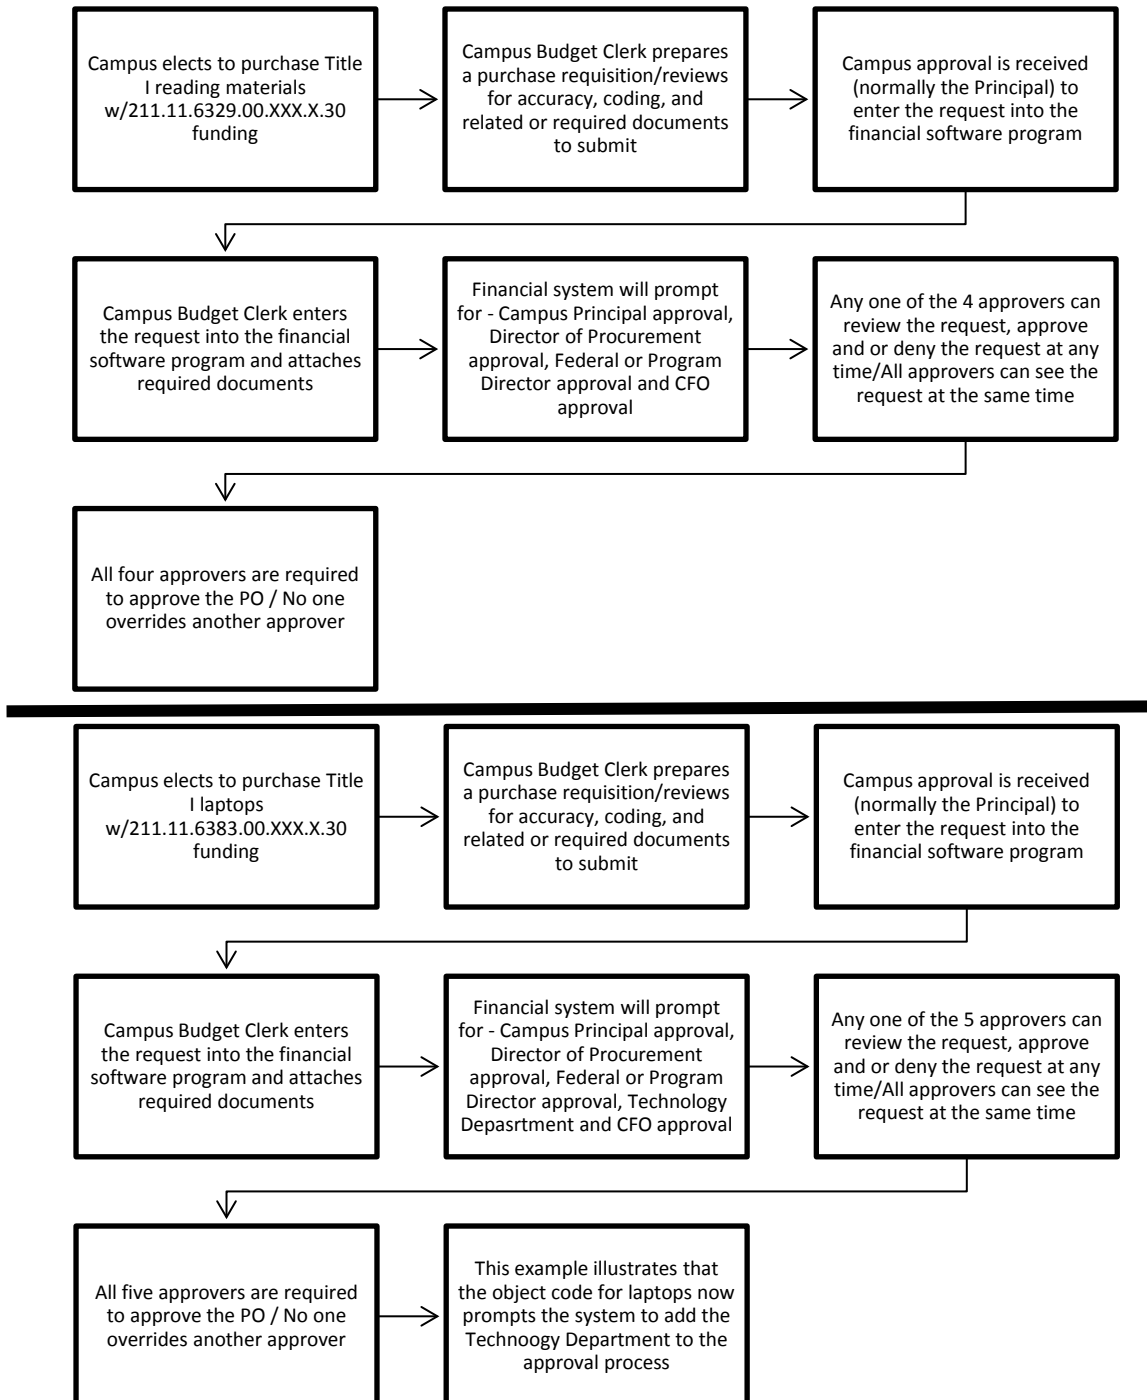 Campus elects to purchase Title
I reading materials
w/211.11.6329.00.XXX.X.30
funding
Campus Budget Clerk prepares
a purchase requisition/reviews
for accuracy, coding, and
related or required documents
to submit
Campus approval is received
(normally the Principal) to
enter the request into the
financial software program
Campus Budget Clerk enters
the request into the financial
software program and attaches
required documents
Financial system will prompt
for - Campus Principal approval,
Director of Procurement
approval, Federal or Program
Director approval and CFO
approval
Any one of the 4 approvers can
review the request, approve
and or deny the request at any
time/All approvers can see the
request at the same time
All four approvers are required
to approve the PO / No one
overrides another approver
Campus elects to purchase Title
I laptops
w/211.11.6383.00.XXX.X.30
funding
Campus Budget Clerk prepares
a purchase requisition/reviews
for accuracy, coding, and
related or required documents
to submit
Campus approval is received
(normally the Principal) to
enter the request into the
financial software program
Campus Budget Clerk enters
the request into the financial
software program and attaches
required documents
Financial system will prompt
for - Campus Principal approval,
Director of Procurement
approval, Federal or Program
Director approval, Technology
Depasrtment and CFO approval
Any one of the 5 approvers can
review the request, approve
and or deny the request at any
time/All approvers can see the
request at the same time
All five approvers are required
to approve the PO / No one
overrides another approver
This example illustrates that
the object code for laptops now
prompts the system to add the
Technoogy Department to the
approval process